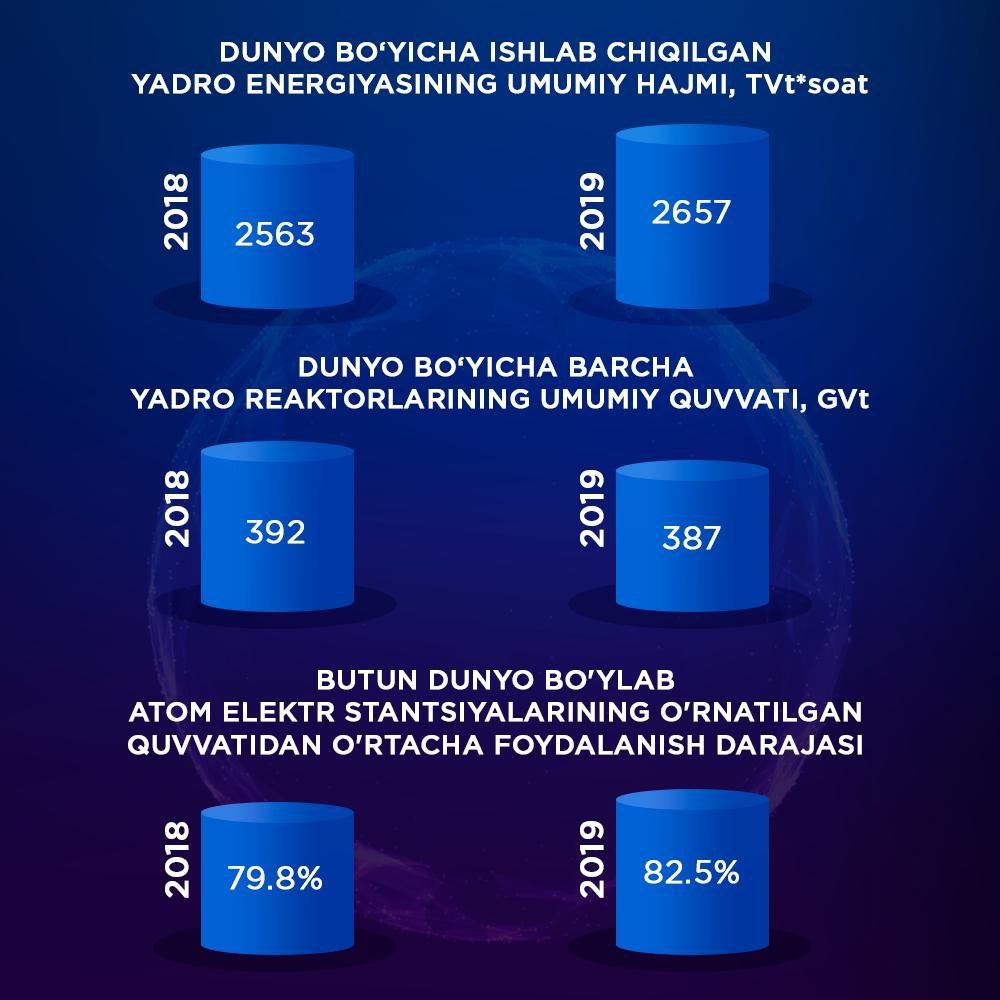 DUNYO BO‘YICHA ISHLAB CHIQILGAN
YADRO ENERGIYASINING UMUMIY HAJMI, TVt*soat
2018
2563
2019
2657
DUNYO BO‘YICHA BARCHA
YADRO REAKTORLARINING UMUMIY QUVVATI, GVt
2018
392
2019
387
BUTUN DUNYO BO'YLAB
ATOM ELEKTR STANTSIYALARINING O'RNATILGAN
QUVVATIDAN O'RTACHA FOYDALANISH DARAJASI
2018
79.8%
2019
82.5%